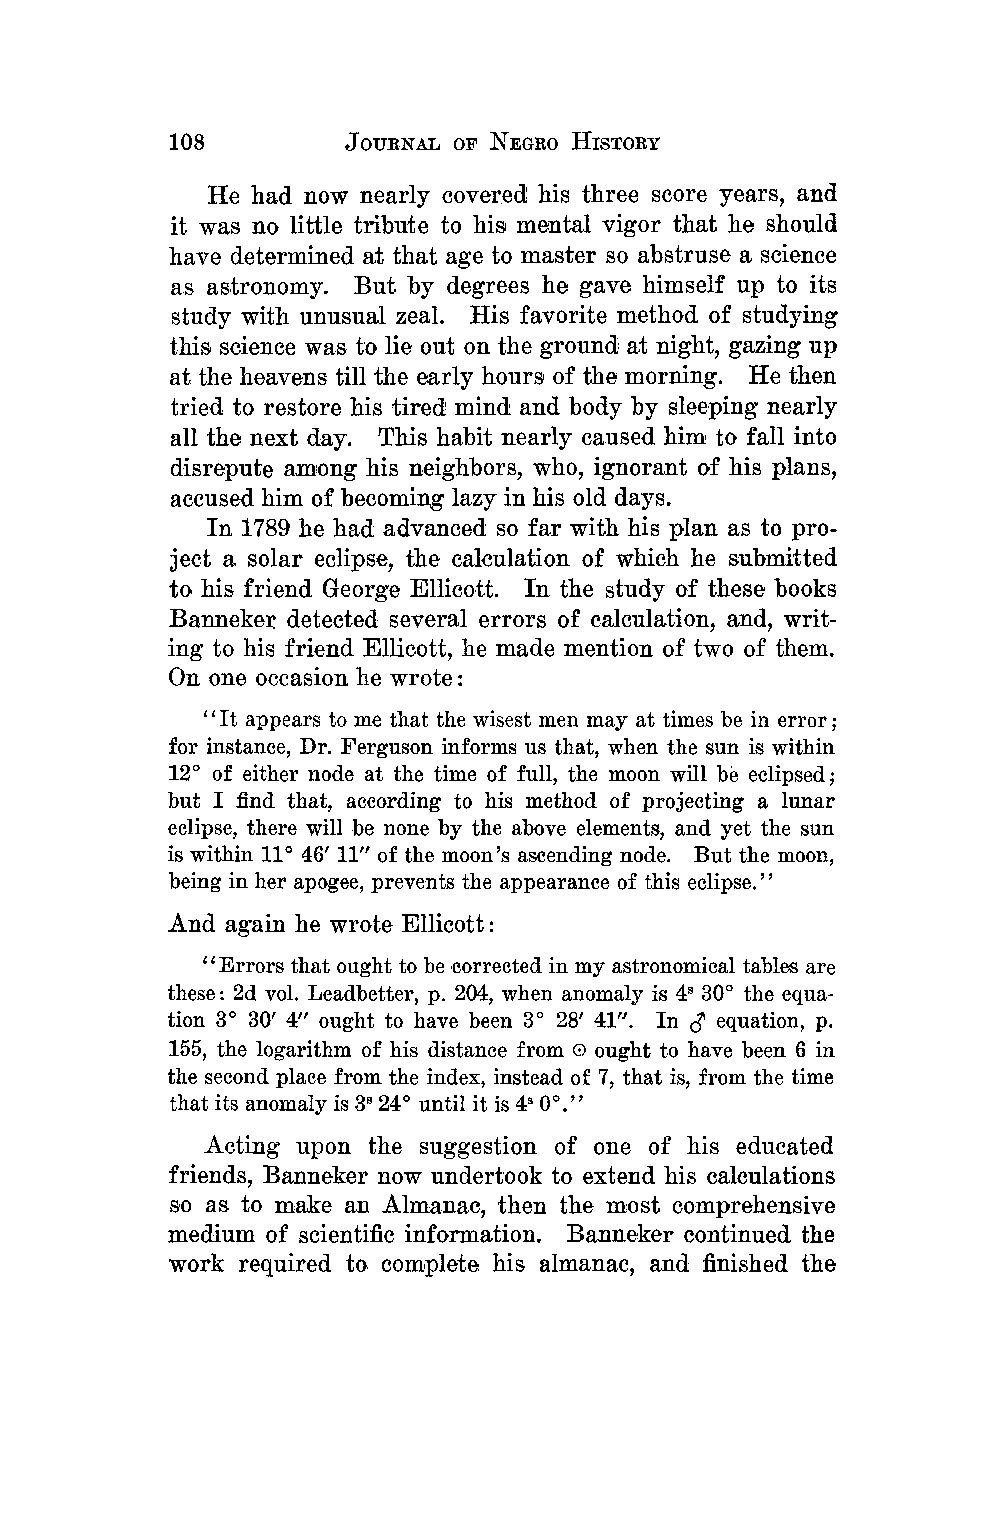 108 JOURNAL OF NEGRO HISTORY
He had now nearly covered his three score years, and
it was no little tribute to his mental vigor that he should
have determined at that age to master so abstruse a science
as astronomy. But by degrees he gave himself up to its
study with unusual zeal. His favorite method of studying
this science was to lie out on the ground at night, gazing up
at the heavens till the early hours of the morning. He then
tried to restore his tired mind and body by sleeping nearly
all the next day. This habit nearly caused him to fall into
disrepute among his neighbors, who, ignorant of his plans,
accused him of becoming lazy in his old days.
In 1789 he had advanced so far with his plan as to pro-
ject a solar eclipse, the calculation of which he submitted
to his friend George Ellicott. In the study of these books
Banneker detected several errors of calculation, and, writ-
ing to his friend Ellicott, he made mention of two of them.
On one occasion he wrote:
"It appears to me that the wisest men may at times be in error;
for instance, Dr. Ferguson informs us that, when the sun is within
12° of either node at the time of full, the moon will be eclipsed;
but I find that, according to his method of projecting a lunar
eclipse, there will be none by the above elements, and yet the sun
is within 11° 46′ 11″ of the moon's ascending node. But the moon,
being in her apogee, prevents the appearance of this eclipse."
And again he wrote Ellicott:
"Errors that ought to be corrected in my astronomical tables are
these: 2d vol. Leadbetter, p. 204, when anomaly is 4ˢ 30° the equa-
tion 3° 30′ 4″ ought to have been 3° 28′ 41″. In ♂ equation, p.
155, the logarithm of his distance from ⊙ ought to have been 6 in
the second place from the index, instead of 7, that is, from the time
that its anomaly is 3ˢ 24° until it is 4ˢ 0°."
Acting upon the suggestion of one of his educated
friends, Banneker now undertook to extend his calculations
so as to make an Almanac, then the most comprehensive
medium of scientific information. Banneker continued the
work required to complete his almanac, and finished the